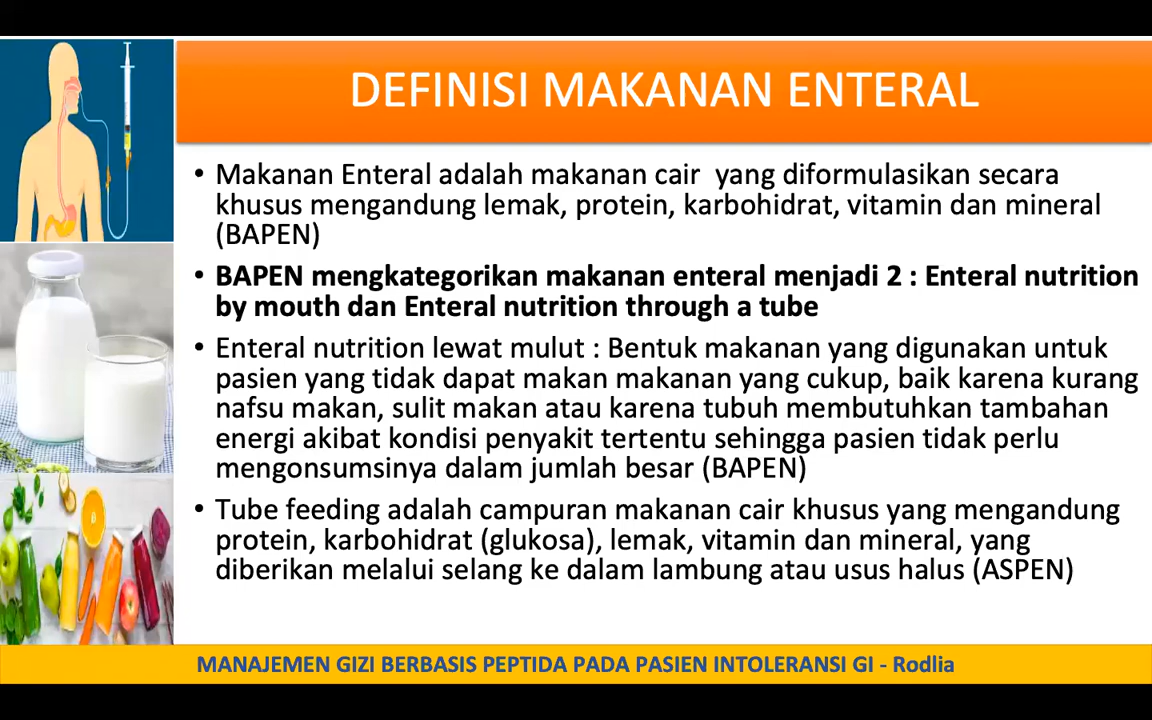 DEFINISI MAKANAN ENTERAL
• Makanan Enteral adalah makanan cair yang diformulasikan secara
khusus mengandung lemak, protein, karbohidrat, vitamin dan mineral
(BAPEN)
• BAPEN mengkategorikan makanan enteral menjadi 2 : Enteral nutrition
by mouth dan Enteral nutrition through a tube
• Enteral nutrition lewat mulut : Bentuk makanan yang digunakan untuk
pasien yang tidak dapat makan makanan yang cukup, baik karena kurang
nafsu makan, sulit makan atau karena tubuh membutuhkan tambahan
energi akibat kondisi penyakit tertentu sehingga pasien tidak perlu
mengonsumsinya dalam jumlah besar (BAPEN)
• Tube feeding adalah campuran makanan cair khusus yang mengandung
protein, karbohidrat (glukosa), lemak, vitamin dan mineral, yang
diberikan melalui selang ke dalam lambung atau usus halus (ASPEN)
MANAJEMEN GIZI BERBASIS PEPTIDA PADA PASIEN INTOLERANSI GI - Rodlia